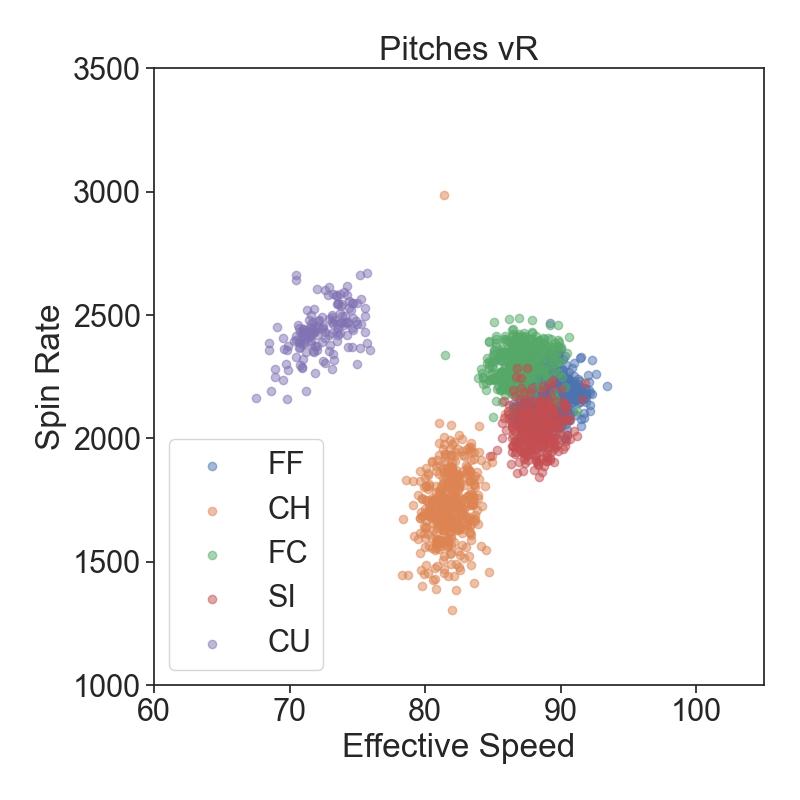 Pitches vR
3500
3000
2500
2000
1500
1000
Spin Rate
FF
CH
FC
SI
CU
60 70 80 90 100
Effective Speed